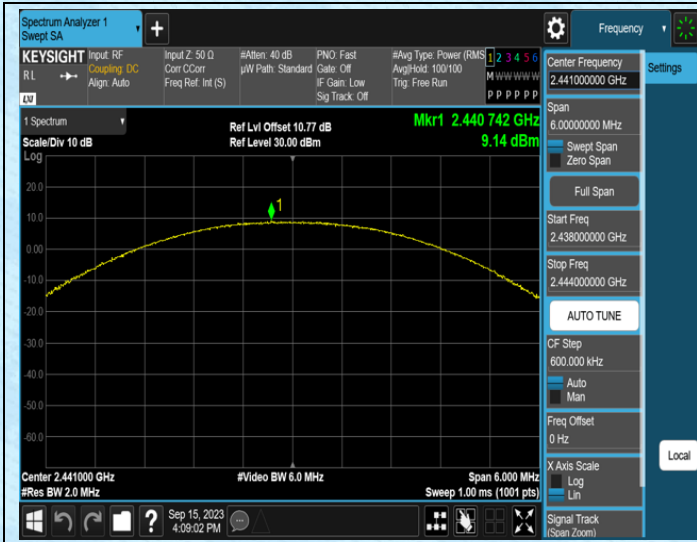 Spectrum Analyzer 1
Swept SA
Frequency
KEYSIGHT
RL
Input: RF
Coupling: DC
Align: Auto
Input Z: 50 Ω
Corr CCorr
Freq Ref: Int (S)
#Atten: 40 dB
µW Path: Standard
PNO: Fast
Gate: Off
IF Gain: Low
Sig Track: Off
#Avg Type: Power (RMS
Avg|Hold: 100/100
Trig: Free Run
1 2 3 4 5 6
M W W W W W
P P P P P P
LXI
1 Spectrum
Scale/Div 10 dB
Log
Ref Lvl Offset 10.77 dB
Ref Level 30.00 dBm
Mkr1 2.440 742 GHz
9.14 dBm
1
20.0
10.0
0.00
-10.0
-20.0
-30.0
-40.0
-50.0
-60.0
Center 2.441000 GHz
#Res BW 2.0 MHz
#Video BW 6.0 MHz
Span 6.000 MHz
Sweep 1.00 ms (1001 pts)
Sep 15, 2023
4:09:02 PM
Center Frequency
2.441000000 GHz
Span
6.00000000 MHz
Swept Span
Zero Span
Full Span
Start Freq
2.438000000 GHz
Stop Freq
2.444000000 GHz
AUTO TUNE
CF Step
600.000 kHz
Auto
Man
Freq Offset
0 Hz
X Axis Scale
Log
Lin
Signal Track
(Span Zoom)
Settings
Local